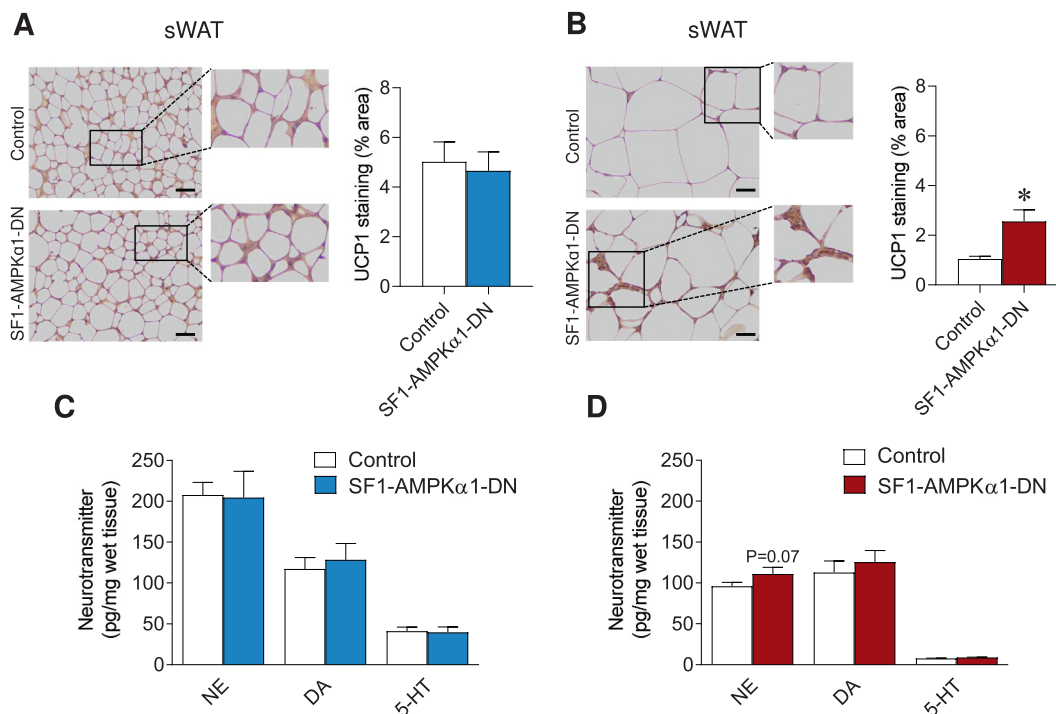 A
sWAT
Control
SF1-AMPKα1-DN
UCP1 staining (% area)
8
6
4
2
0
Control
SF1-AMPKα1-DN
B
sWAT
Control
SF1-AMPKα1-DN
UCP1 staining (% area)
8
6
4
2
0
*
Control
SF1-AMPKα1-DN
C
Control
SF1-AMPKα1-DN
Neurotransmitter
(pg/mg wet tissue)
250
200
150
100
50
0
NE
DA
5-HT
D
Control
SF1-AMPKα1-DN
Neurotransmitter
(pg/mg wet tissue)
250
200
150
100
50
0
P=0.07
NE
DA
5-HT